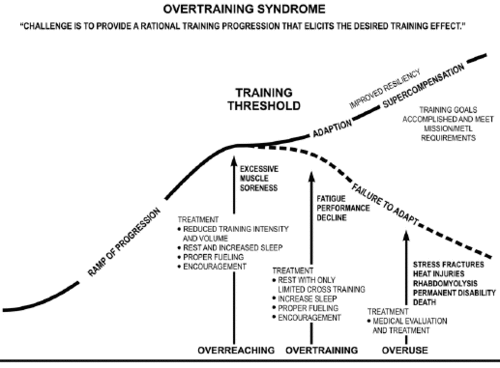 OVERTRAINING SYNDROME
“CHALLENGE IS TO PROVIDE A RATIONAL TRAINING PROGRESSION THAT ELICITS THE DESIRED TRAINING EFFECT.”
TRAINING
THRESHOLD
RAMP OF PROGRESSION
ADAPTION
IMPROVED RESILIENCY
SUPERCOMPENSATION
TRAINING GOALS
ACCOMPLISHED AND MEET
MISSION/METL
REQUIREMENTS
FAILURE TO ADAPT
EXCESSIVE
MUSCLE
SORENESS
TREATMENT
• REDUCED TRAINING INTENSITY
AND VOLUME
• REST AND INCREASED SLEEP
• PROPER FUELING
• ENCOURAGEMENT
OVERREACHING
FATIGUE
PERFORMANCE
DECLINE
TREATMENT
• REST WITH ONLY
LIMITED CROSS TRAINING
• INCREASE SLEEP
• PROPER FUELING
• ENCOURAGEMENT
OVERTRAINING
STRESS FRACTURES
HEAT INJURIES
RHABDOMYOLYSIS
PERMANENT DISABILITY
DEATH
TREATMENT
• MEDICAL EVALUATION
AND TREATMENT
OVERUSE